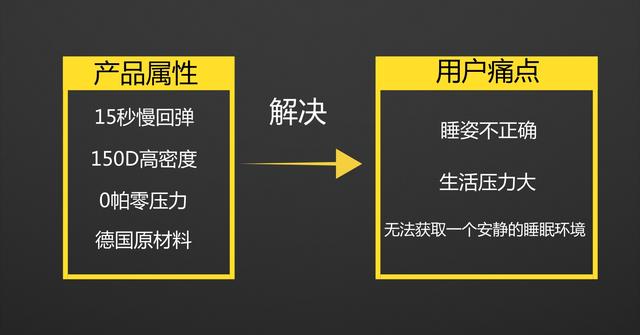 产品属性
15秒慢回弹
150D高密度
0帕零压力
德国原材料
解决
用户痛点
睡姿不正确
生活压力大
无法获取一个安静的睡眠环境